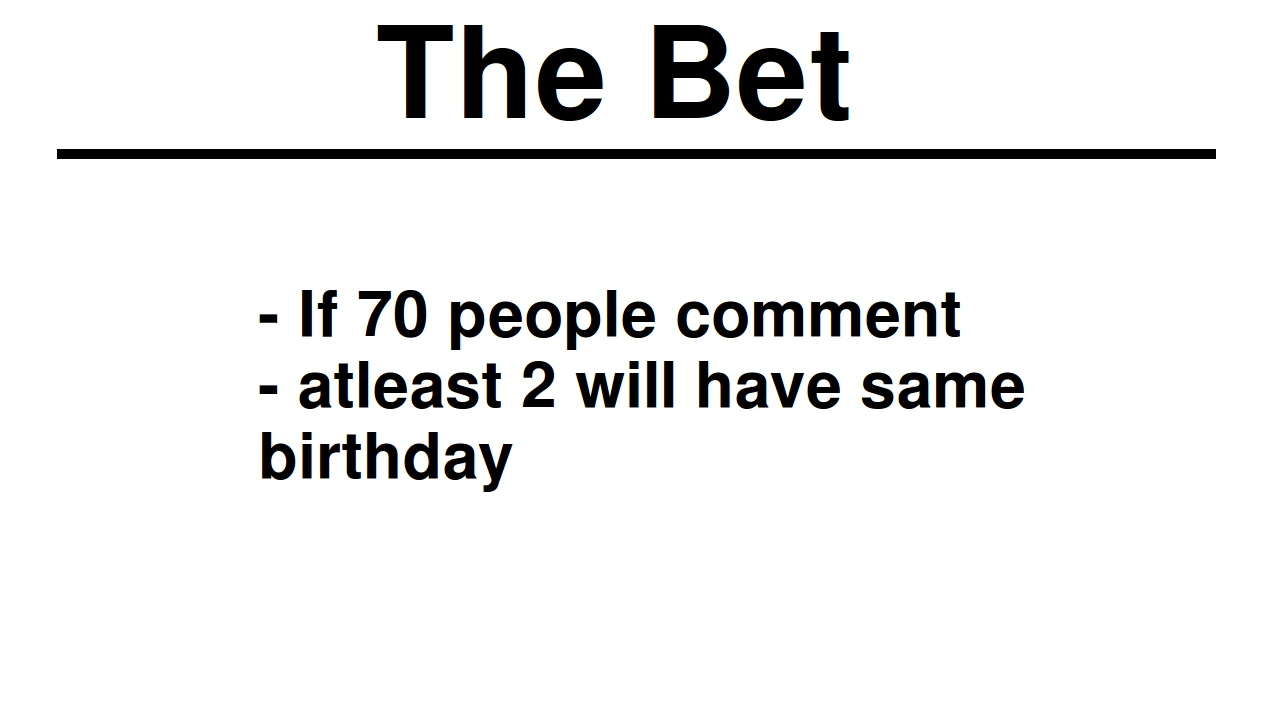 The Bet
- If 70 people comment
- atleast 2 will have same
birthday